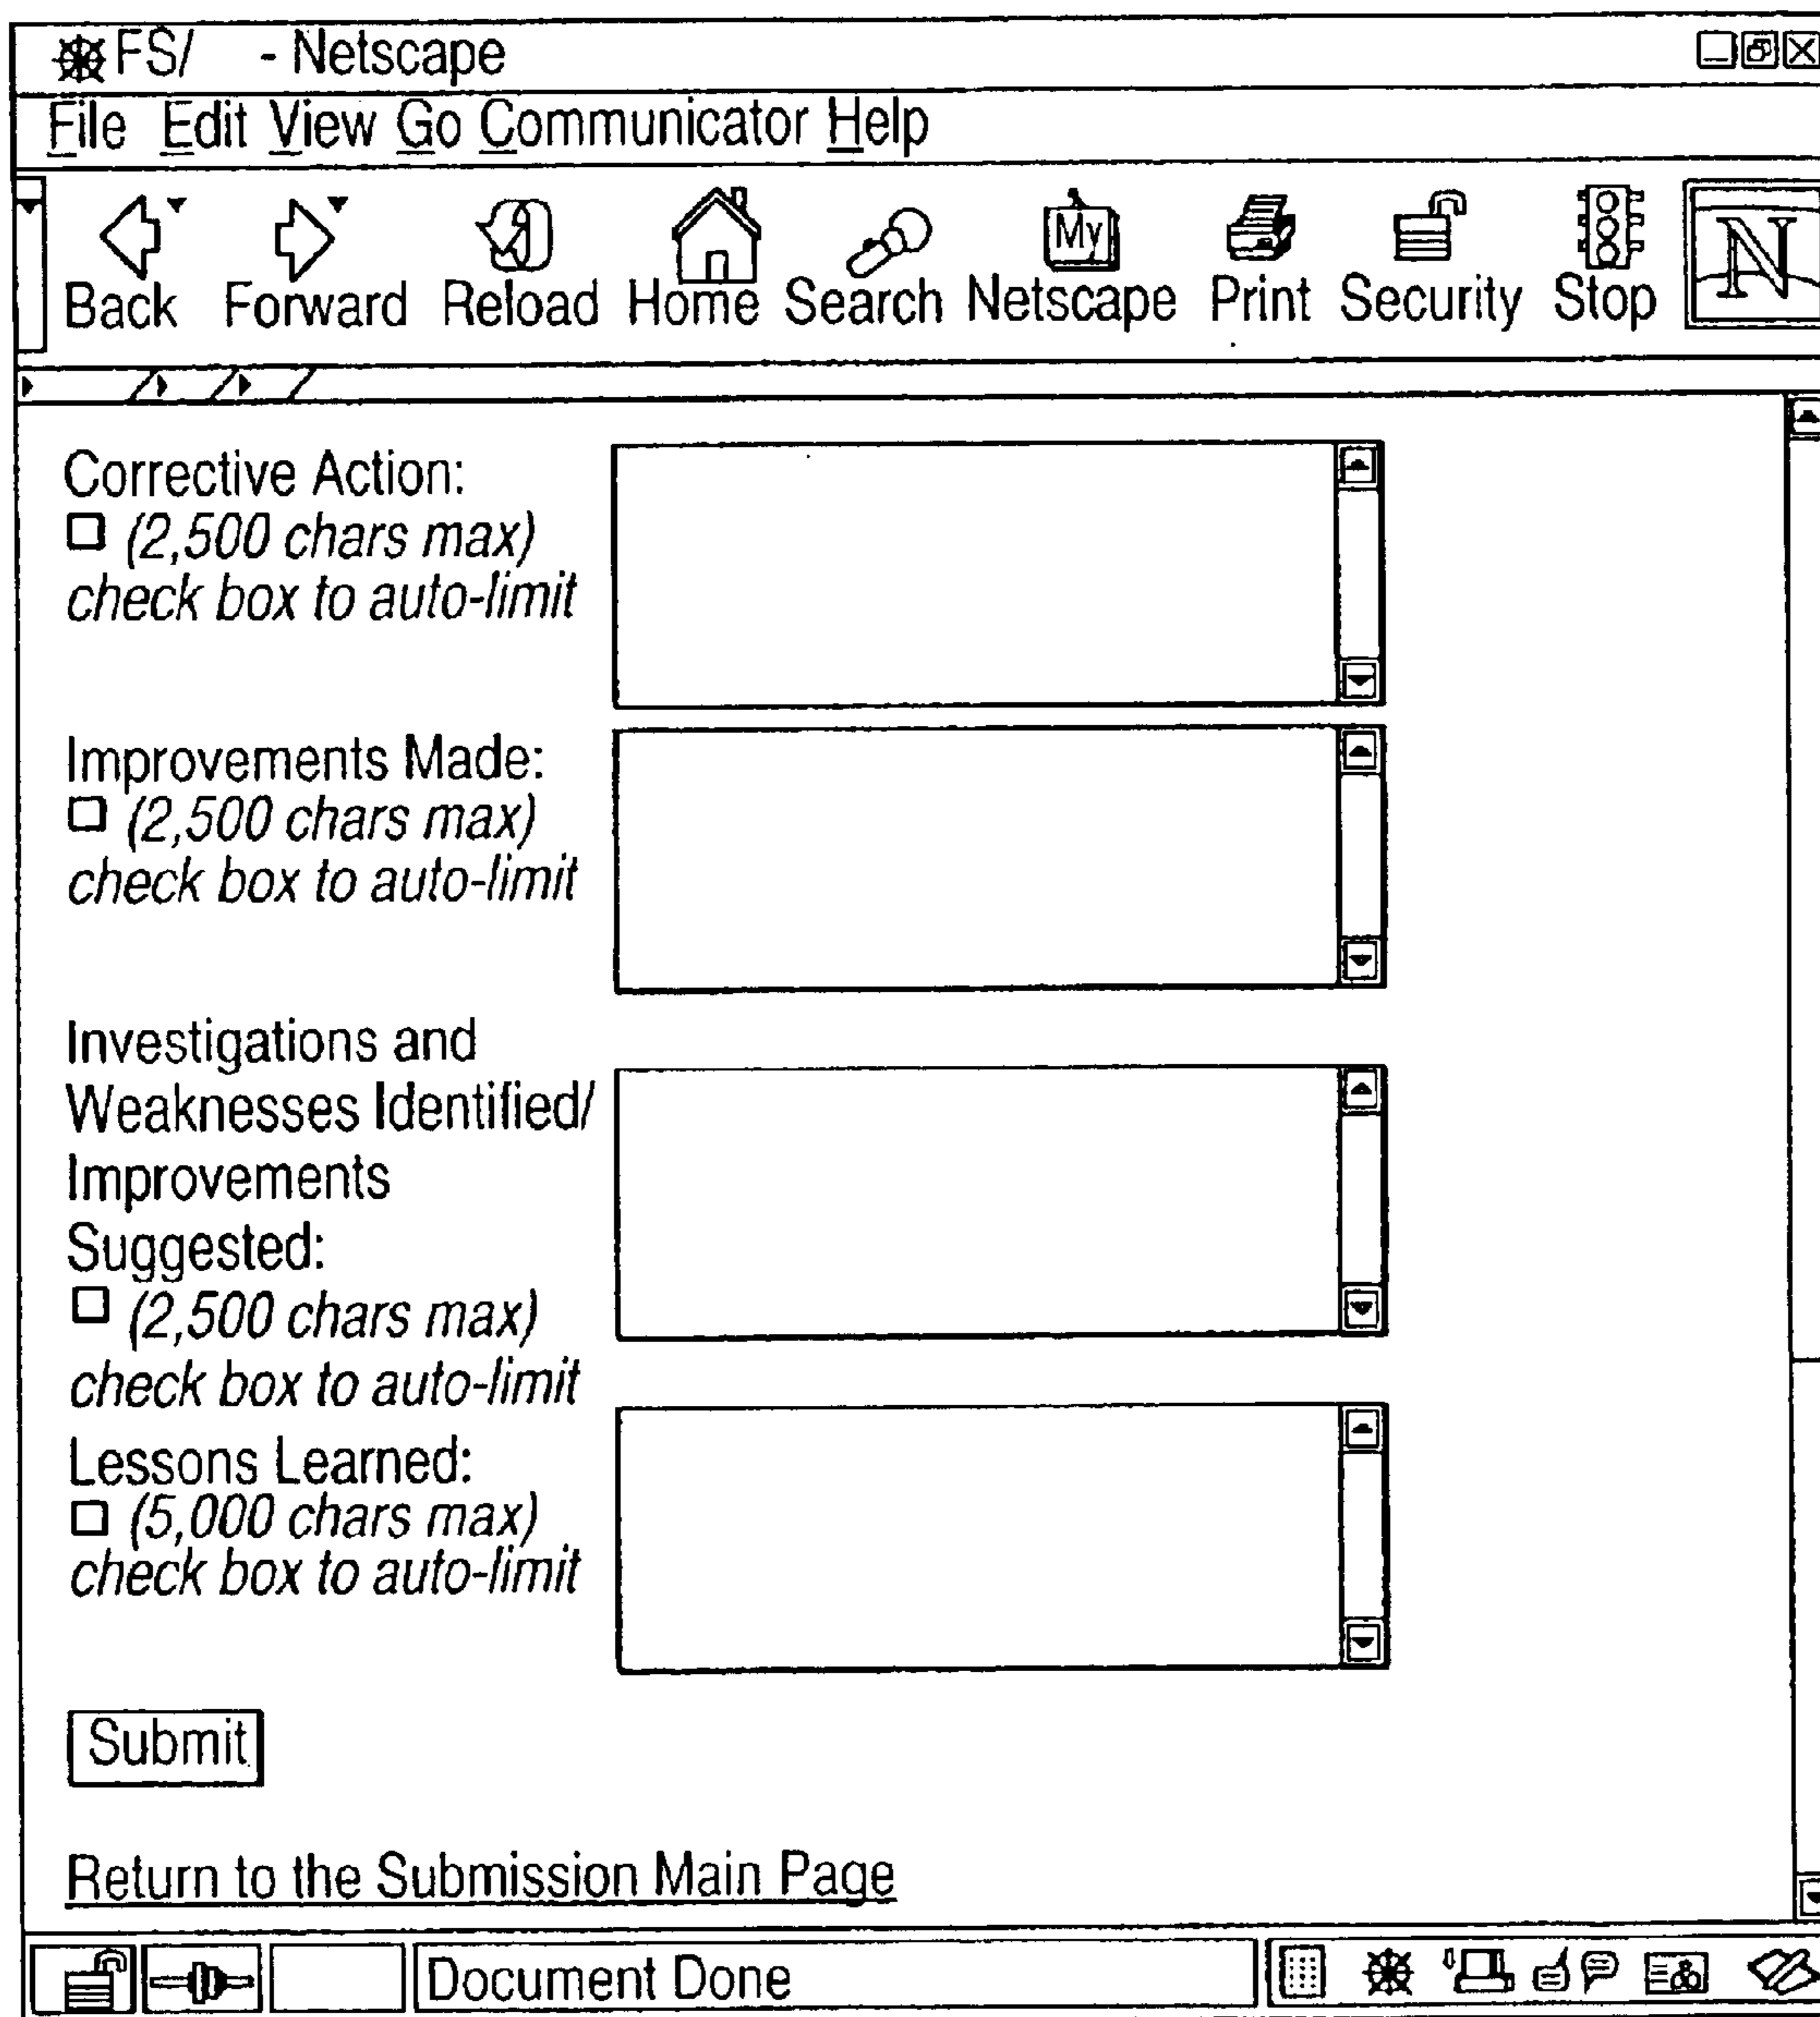 FS/ - Netscape
File Edit View Go Communicator Help
My
N
Back Forward Reload Home Search Netscape Print Security Stop
Corrective Action:
(2,500 chars max)
check box to auto-limit
Improvements Made:
(2,500 chars max)
check box to auto-limit
Investigations and
Weaknesses Identified/
Improvements
Suggested:
(2,500 chars max)
check box to auto-limit
Lessons Learned:
(5,000 chars max)
check box to auto-limit
Submit
Return to the Submission Main Page
Document Done